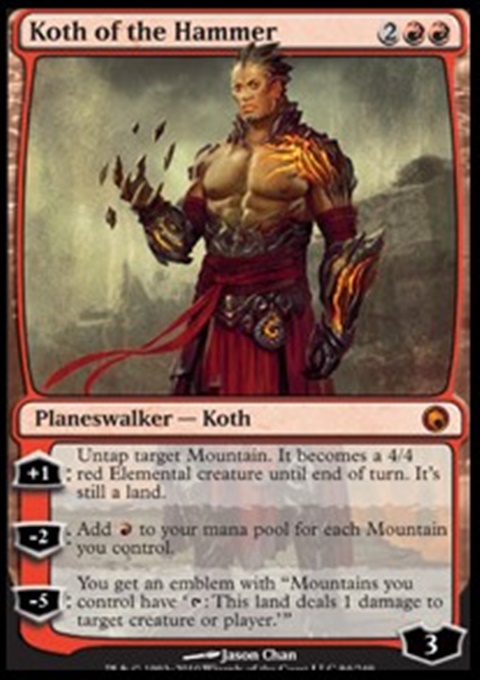 Koth of the Hammer 2
Planeswalker — Koth
+1 : Untap target Mountain. It becomes a 4/4
red Elemental creature until end of turn. It's
still a land.
-2 : Add to your mana pool for each Mountain
you control.
-5 : You get an emblem with “Mountains you
control have ‘ : This land deals 1 damage to
target creature or player.’”
3
Jason Chan